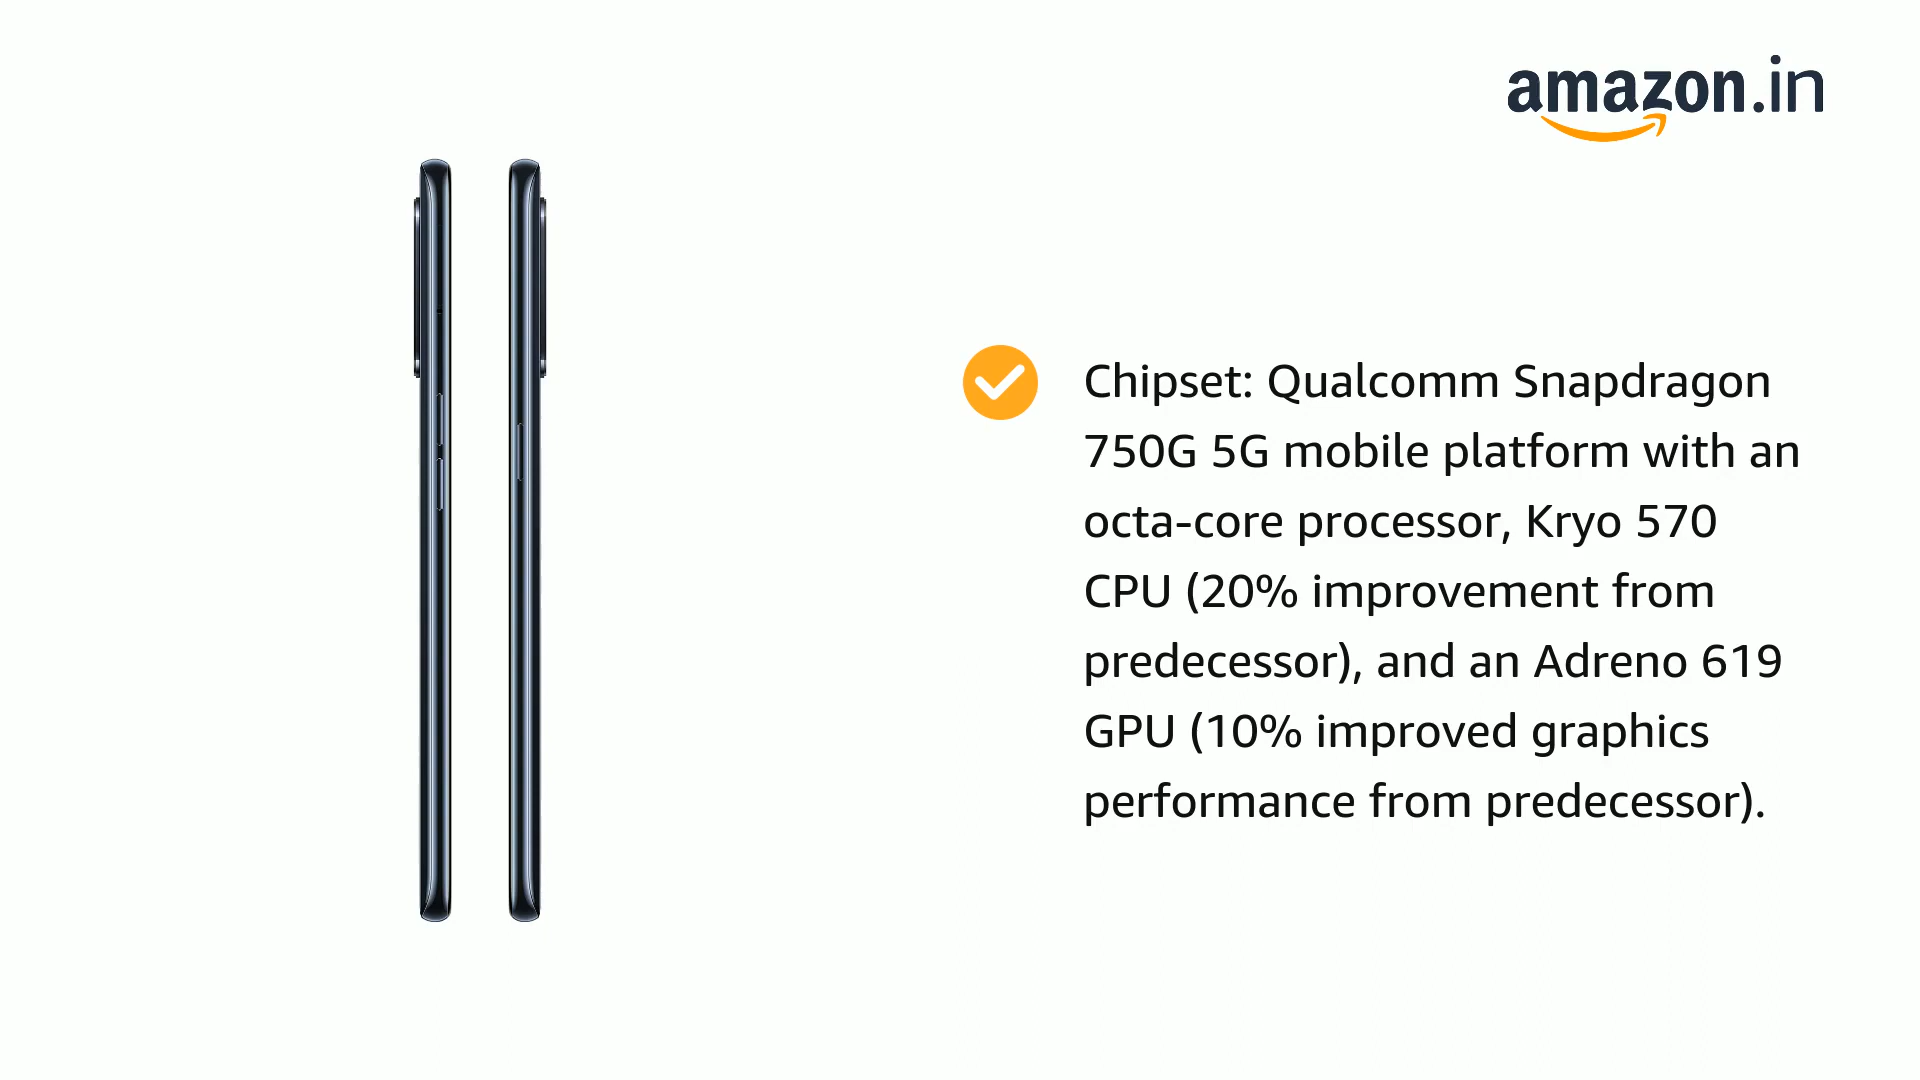 amazon.in
Chipset: Qualcomm Snapdragon
750G 5G mobile platform with an
octa-core processor, Kryo 570
CPU (20% improvement from
predecessor), and an Adreno 619
GPU (10% improved graphics
performance from predecessor).